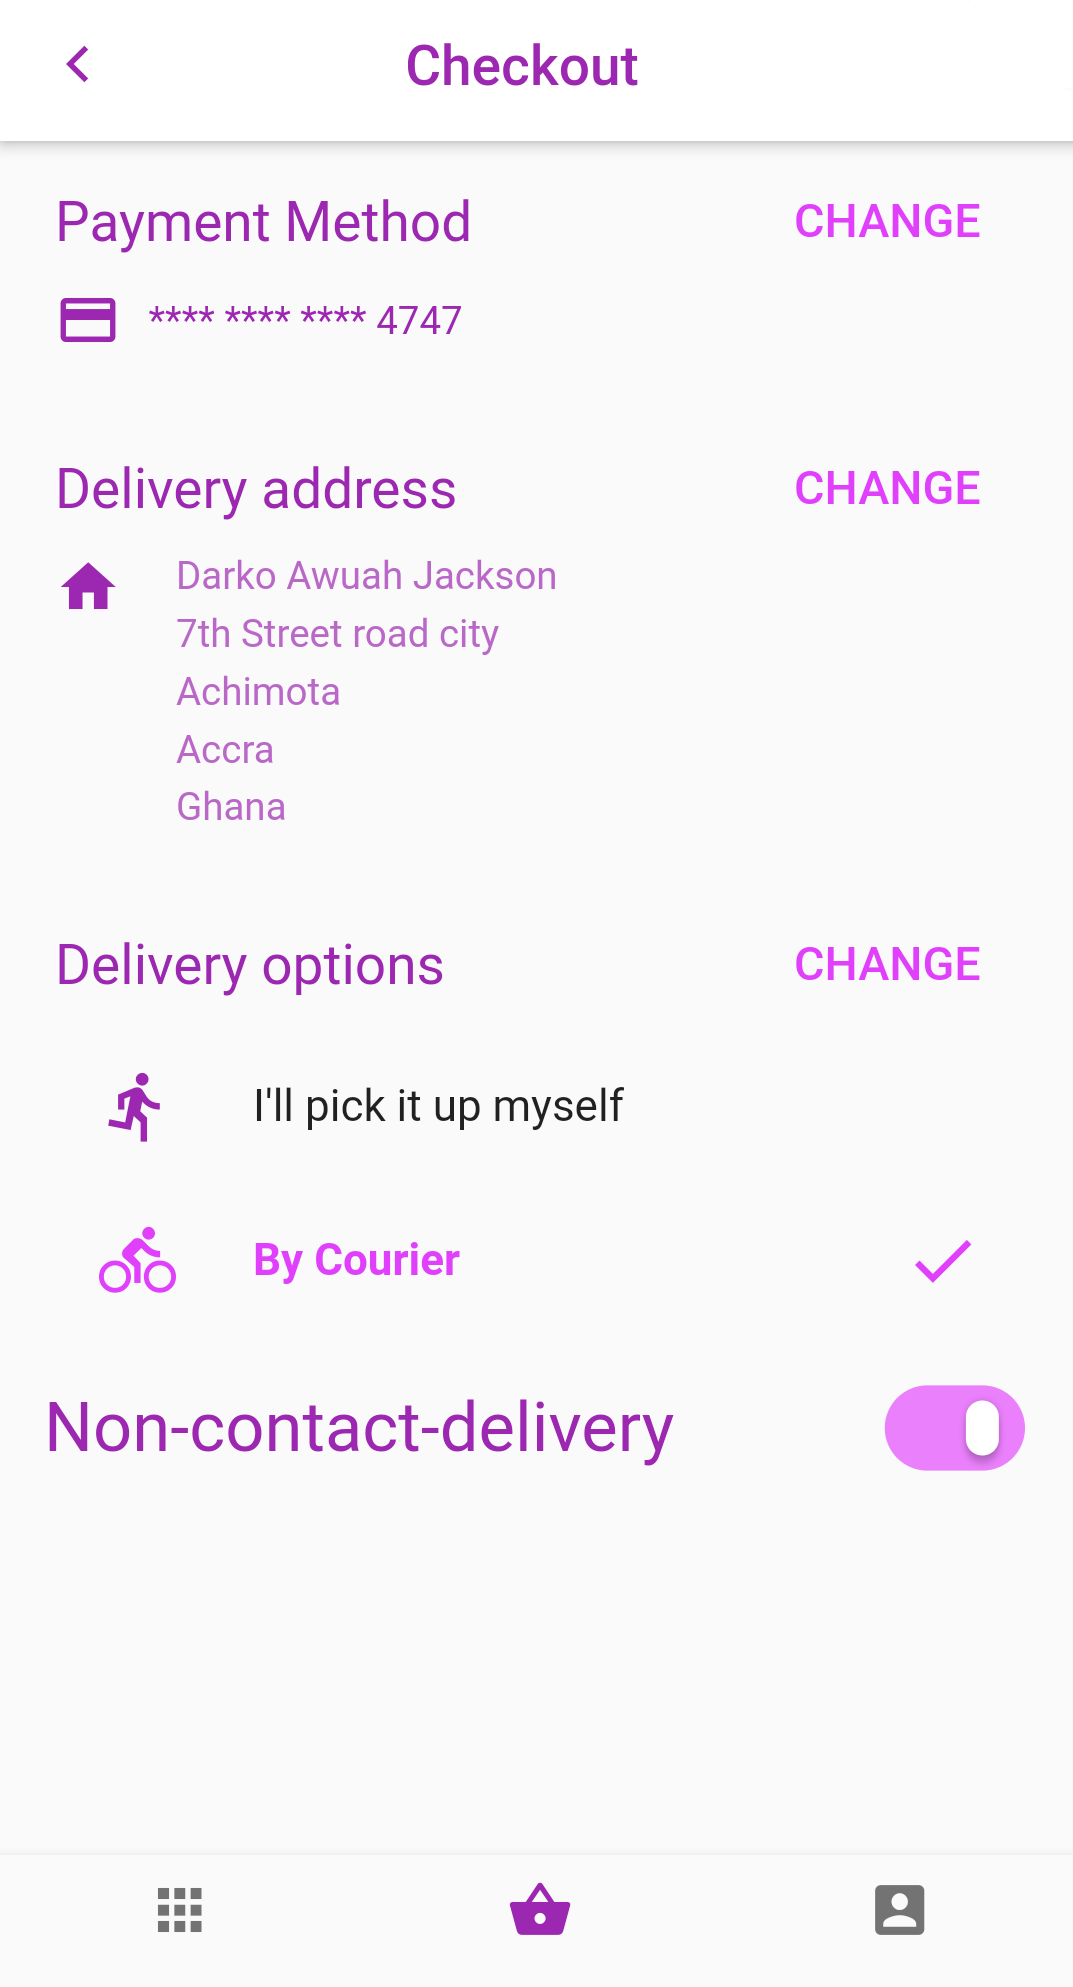 Checkout
Payment Method CHANGE
**** **** **** 4747
Delivery address CHANGE
Darko Awuah Jackson
7th Street road city
Achimota
Accra
Ghana
Delivery options CHANGE
I'll pick it up myself
By Courier
Non-contact-delivery